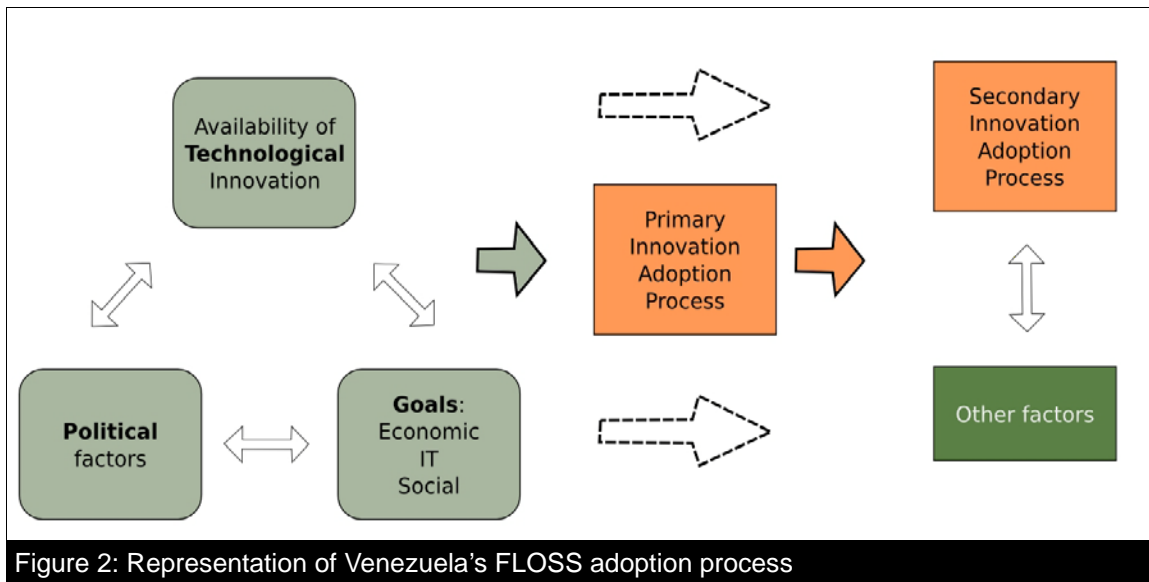 Availability of
Technological
Innovation
Political
factors
Goals:
Economic
IT
Social
Primary
Innovation
Adoption
Process
Secondary
Innovation
Adoption
Process
Other factors
Figure 2: Representation of Venezuela's FLOSS adoption process